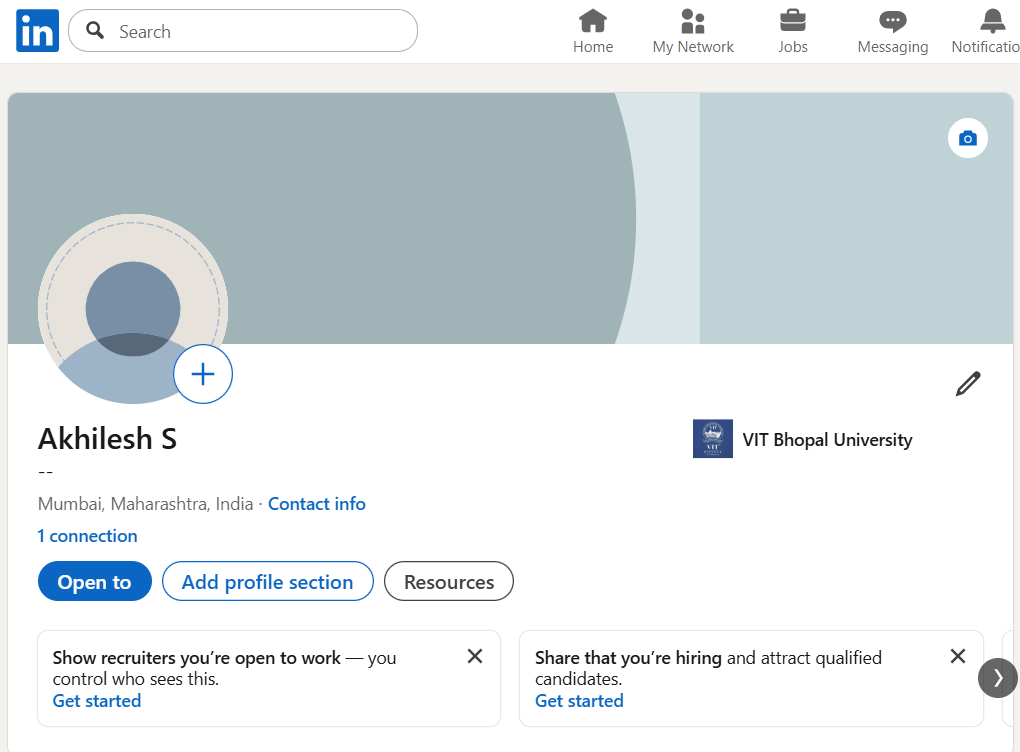 in
Search
Home
My Network
Jobs
Messaging
Notificatio
Akhilesh S
--
VIT Bhopal University
VIT
Mumbai, Maharashtra, India · Contact info
1 connection
Open to
Add profile section
Resources
Show recruiters you’re open to work — you
control who sees this.
Get started
Share that you’re hiring and attract qualified
candidates.
Get started